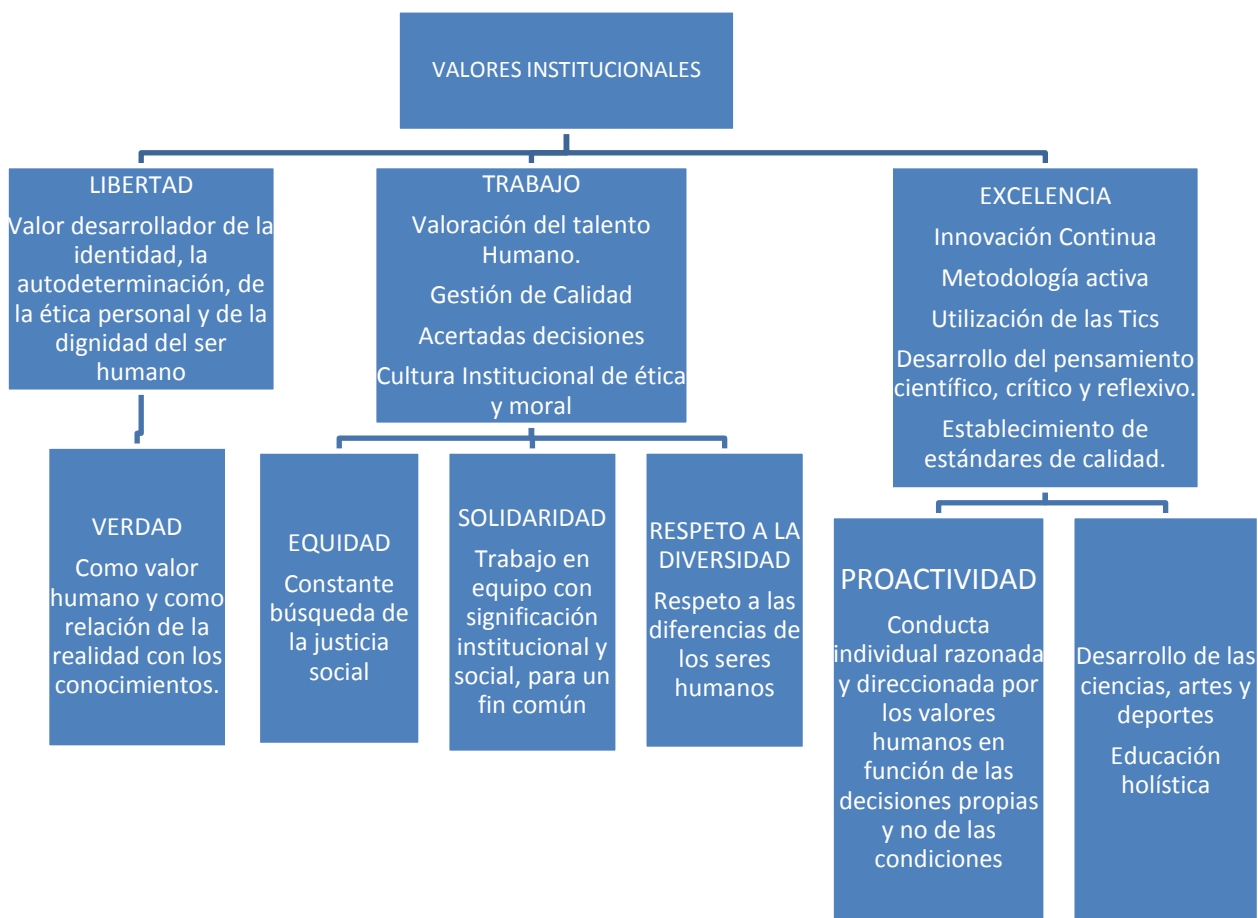 VALORES INSTITUCIONALES
LIBERTAD
Valor desarrollador de la
identidad, la
autodeterminación, de
la ética personal y de la
dignidad del ser
humano
TRABAJO
Valoración del talento
Humano.
Gestión de Calidad
Acertadas decisiones
Cultura Institucional de ética
y moral
EXCELENCIA
Innovación Continua
Metodología activa
Utilización de las Tics
Desarrollo del pensamiento
científico, crítico y reflexivo.
Establecimiento de
estándares de calidad.
VERDAD
Como valor
humano y como
relación de la
realidad con los
conocimientos.
EQUIDAD
Constante
búsqueda de
la justicia
social
SOLIDARIDAD
Trabajo en
equipo con
significación
institucional y
social, para un
fin común
RESPETO A LA
DIVERSIDAD
Respeto a las
diferencias de
los seres
humanos
PROACTIVIDAD
Conducta
individual razonada
y direccionada por
los valores
humanos en
función de las
decisiones propias
y no de las
condiciones
Desarrollo de las
ciencias, artes y
deportes
Educación
holística